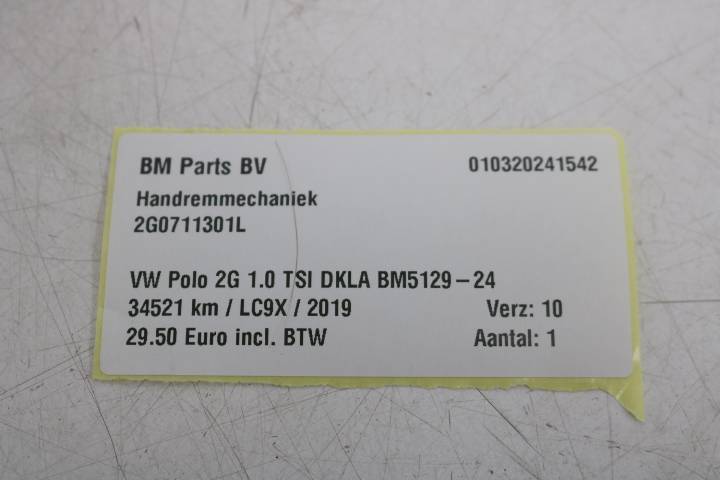 BM Parts BV 010320241542
Handremmechaniek
2G0711301L
VW Polo 2G 1.0 TSI DKLA BM5129-24
34521 km / LC9X / 2019 Verz: 10
29.50 Euro incl. BTW Aantal: 1